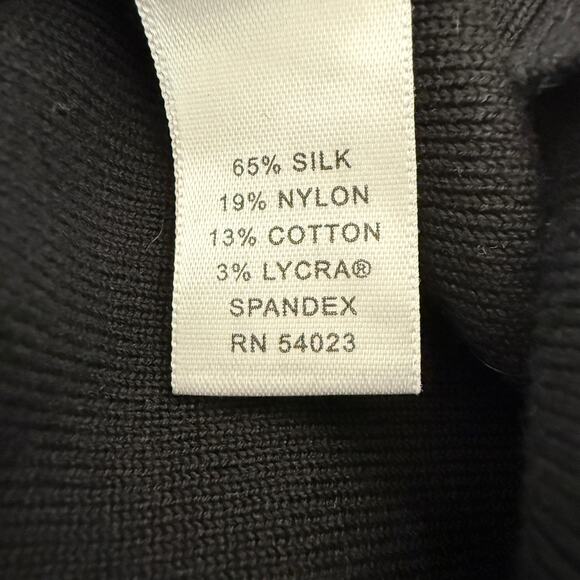 65% SILK
19% NYLON
13% COTTON
3% LYCRA®
SPANDEX
RN 54023